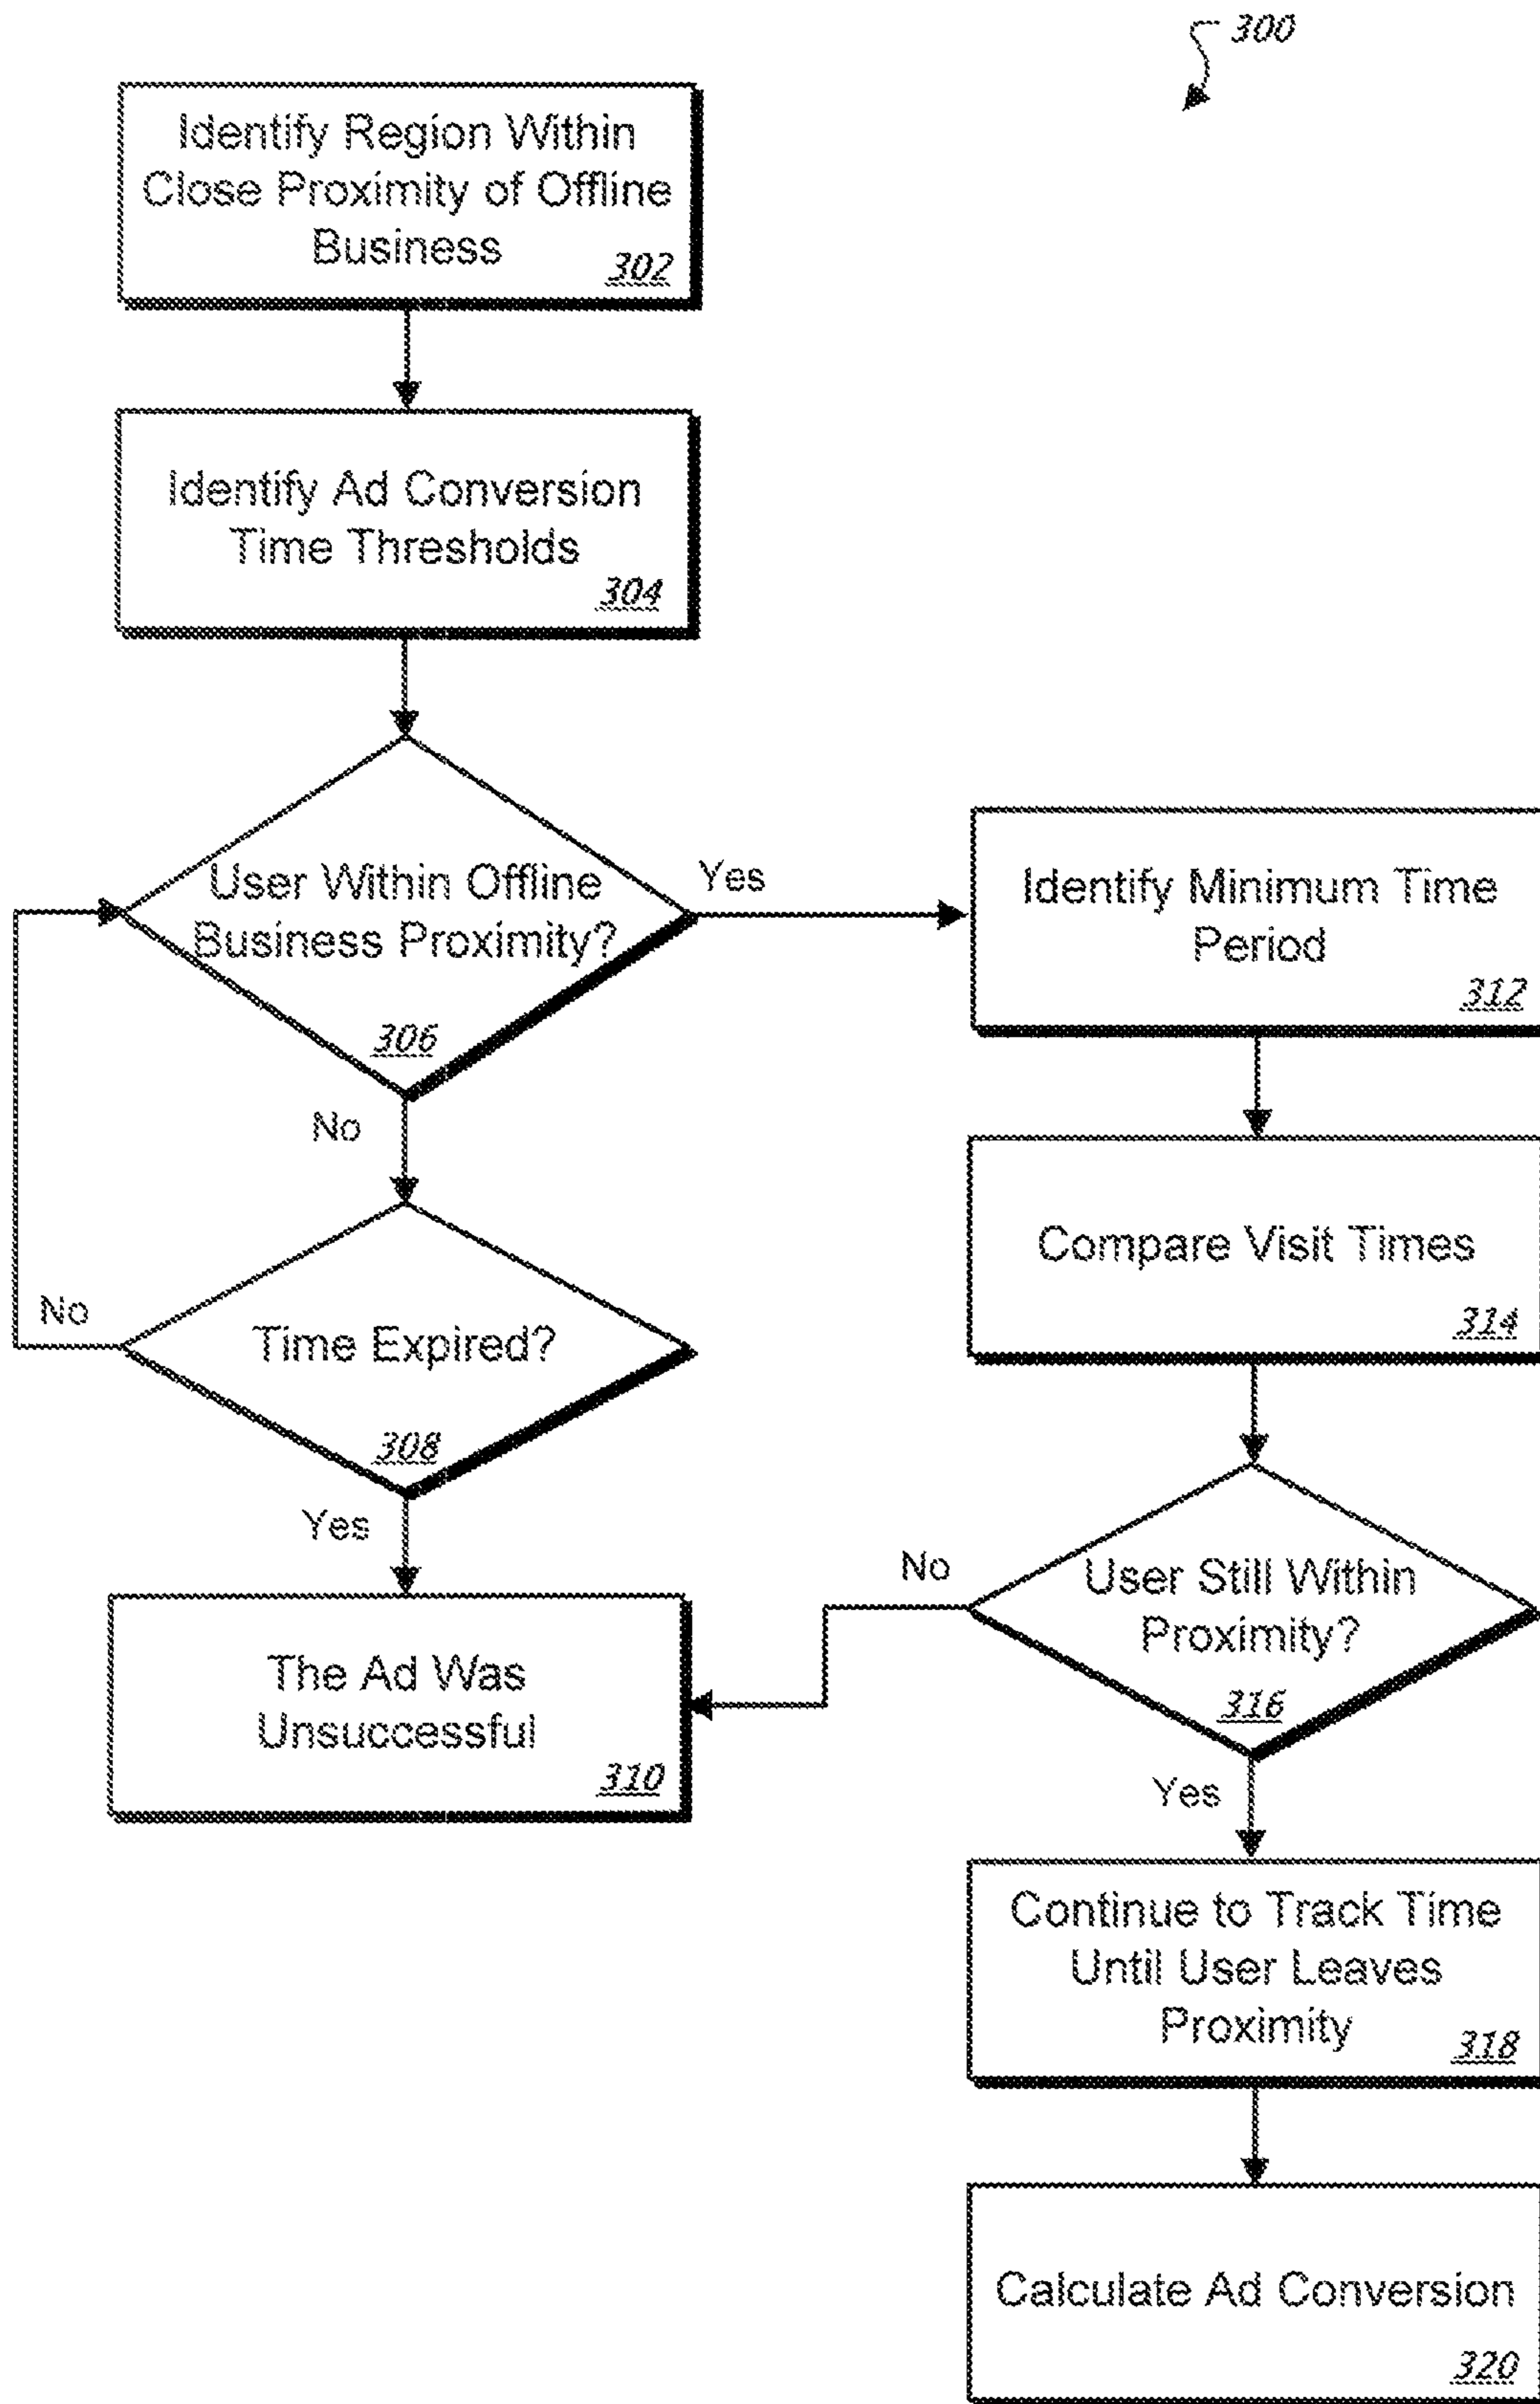 300
Identify Region Within
Close Proximity of Offline
Business
302
Identify Ad Conversion
Time Thresholds
304
User Within Offline
Business Proximity?
306
Yes
No
Time Expired?
308
No
Yes
The Ad Was
Unsuccessful
310
Identify Minimum Time
Period
312
Compare Visit Times
314
User Still Within
Proximity?
316
No
Yes
Continue to Track Time
Until User Leaves
Proximity
318
Calculate Ad Conversion
320